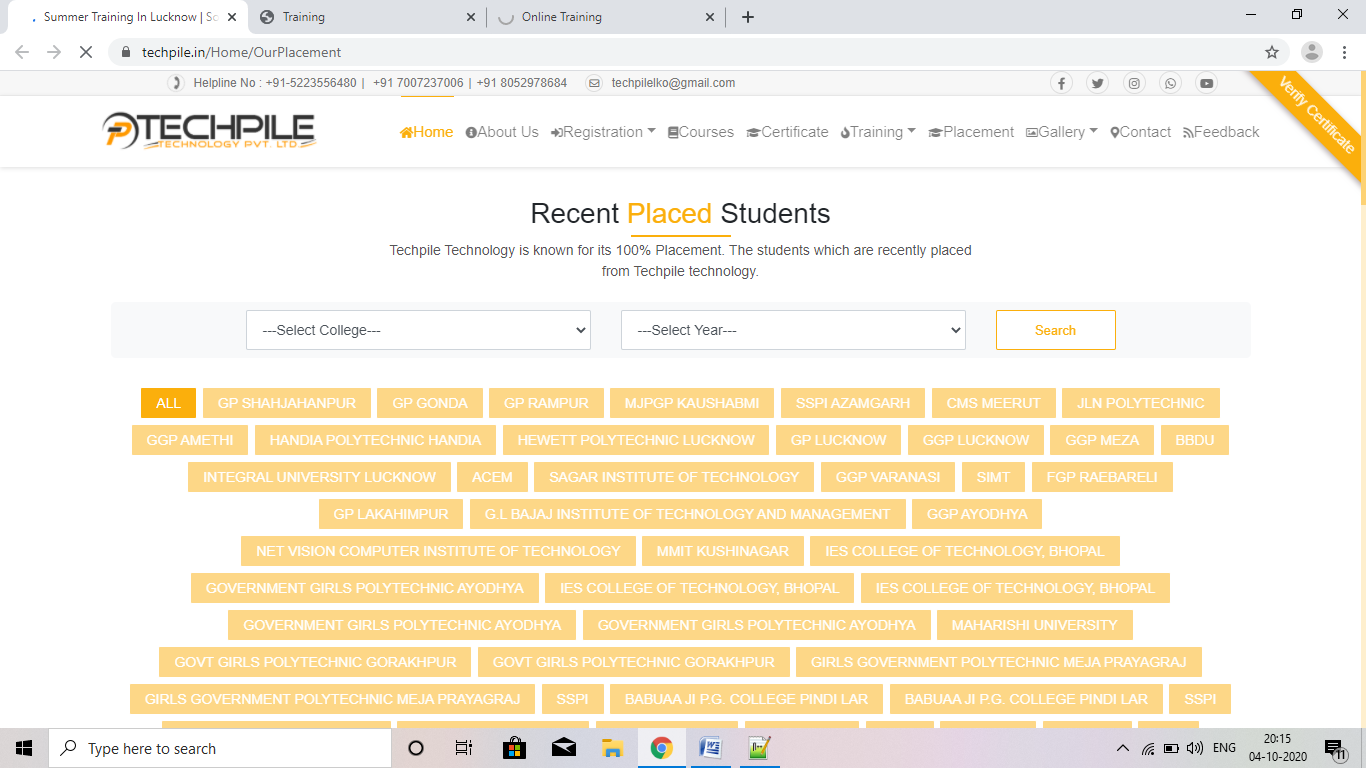 Summer Training In Lucknow | So
Training
Online Training
techpile.in/Home/OurPlacement
Helpline No : +91-5223556480 | +91 7007237006 | +91 8052978684 techpilelko@gmail.com
Verify Certificate
TECHPILE
TECHNOLOGY PVT. LTD
Home About Us Registration Courses Certificate Training Placement Gallery Contact Feedback
Recent Placed Students
Techpile Technology is known for its 100% Placement. The students which are recently placed
from Techpile technology.
---Select College--- ---Select Year--- Search
ALL GP SHAHJAHANPUR GP GONDA GP RAMPUR MJPGP KAUSHABMI SSPI AZAMGARH CMS MEERUT JLN POLYTECHNIC
GGP AMETHI HANDIA POLYTECHNIC HANDIA HEWETT POLYTECHNIC LUCKNOW GP LUCKNOW GGP LUCKNOW GGP MEZA BBDU
INTEGRAL UNIVERSITY LUCKNOW ACEM SAGAR INSTITUTE OF TECHNOLOGY GGP VARANASI SIMT FGP RAEBARELI
GP LAKAHIMPUR G.L BAJAJ INSTITUTE OF TECHNOLOGY AND MANAGEMENT GGP AYODHYA
NET VISION COMPUTER INSTITUTE OF TECHNOLOGY MMIT KUSHINAGAR IES COLLEGE OF TECHNOLOGY, BHOPAL
GOVERNMENT GIRLS POLYTECHNIC AYODHYA IES COLLEGE OF TECHNOLOGY, BHOPAL IES COLLEGE OF TECHNOLOGY, BHOPAL
GOVERNMENT GIRLS POLYTECHNIC AYODHYA GOVERNMENT GIRLS POLYTECHNIC AYODHYA MAHARISHI UNIVERSITY
GOVT GIRLS POLYTECHNIC GORAKHPUR GOVT GIRLS POLYTECHNIC GORAKHPUR GIRLS GOVERNMENT POLYTECHNIC MEJA PRAYAGRAJ
GIRLS GOVERNMENT POLYTECHNIC MEJA PRAYAGRAJ SSPI BABUAA JI P.G. COLLEGE PINDI LAR BABUAA JI P.G. COLLEGE PINDI LAR SSPI
Type here to search
ENG
20:15
04-10-2020
11